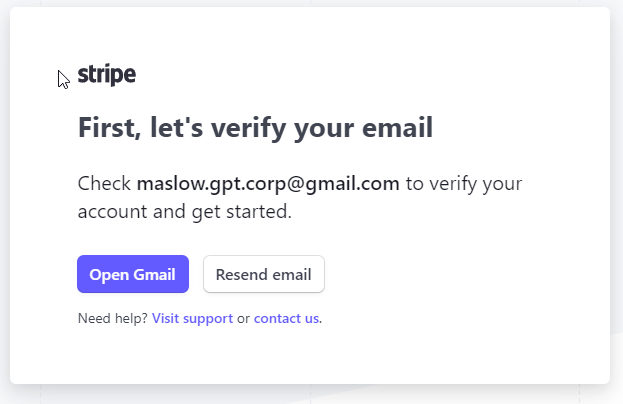 stripe
First, let's verify your email
Check maslow.gpt.corp@gmail.com to verify your
account and get started.
Open Gmail Resend email
Need help? Visit support or contact us.